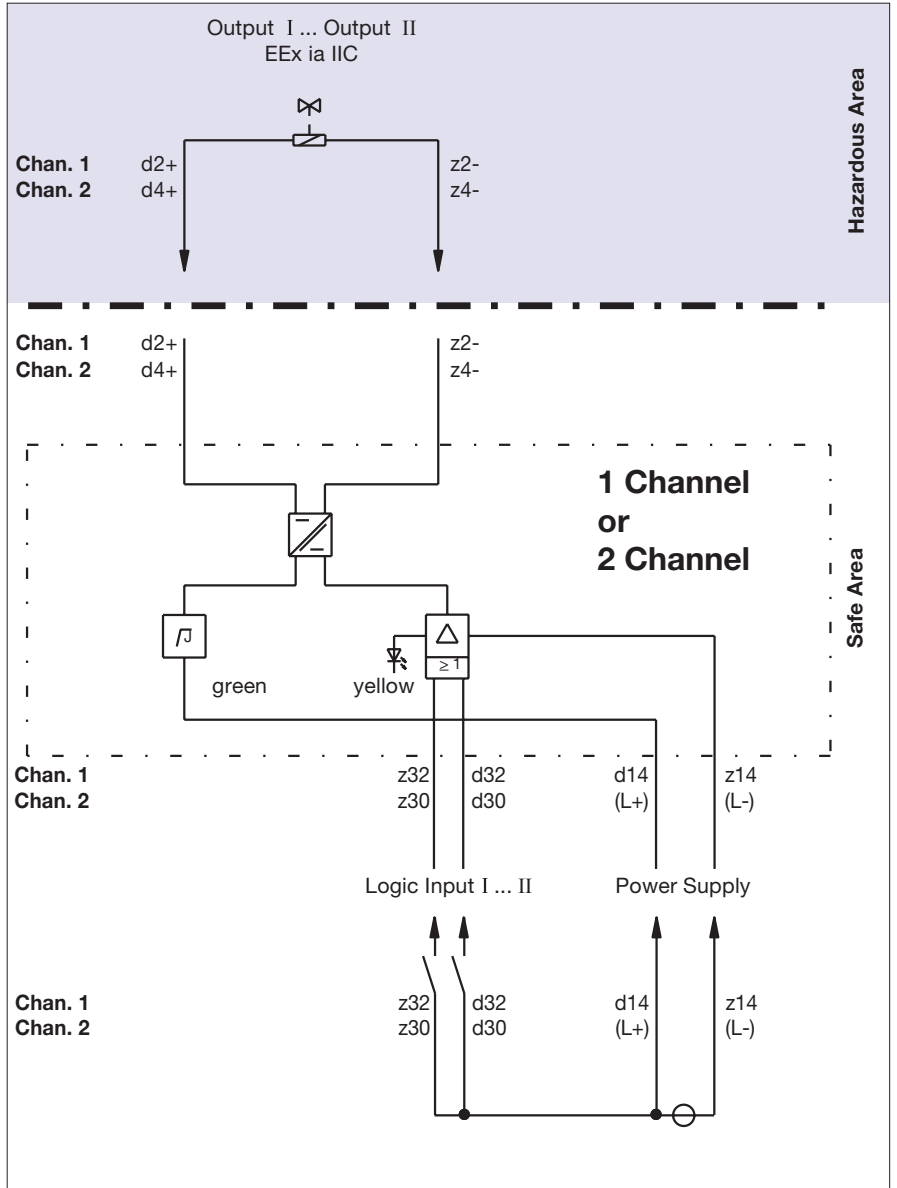 Output I ... Output II
EEx ia IIC
Hazardous Area
Chan. 1 d2+ z2-
Chan. 2 d4+ z4-
Chan. 1 d2+ z2-
Chan. 2 d4+ z4-
1 Channel
or
2 Channel
Safe Area
J
△
≥ 1
green yellow
Chan. 1 z32 d32 d14 z14
Chan. 2 z30 d30 (L+) (L-)
Logic Input I ... II Power Supply
Chan. 1 z32 d32 d14 z14
Chan. 2 z30 d30 (L+) (L-)